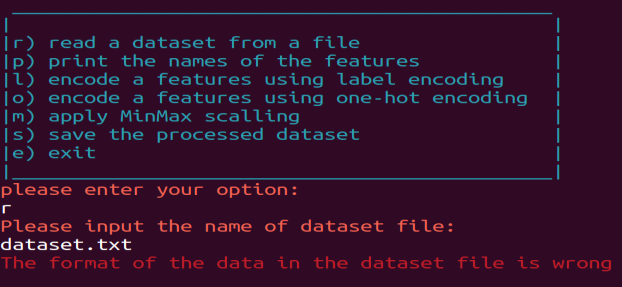 r) read a dataset from a file
p) print the names of the features
l) encode a features using label encoding
o) encode a features using one-hot encoding
m) apply MinMax scalling
s) save the processed dataset
e) exit
please enter your option:
r
Please input the name of dataset file:
dataset.txt
The format of the data in the dataset file is wrong